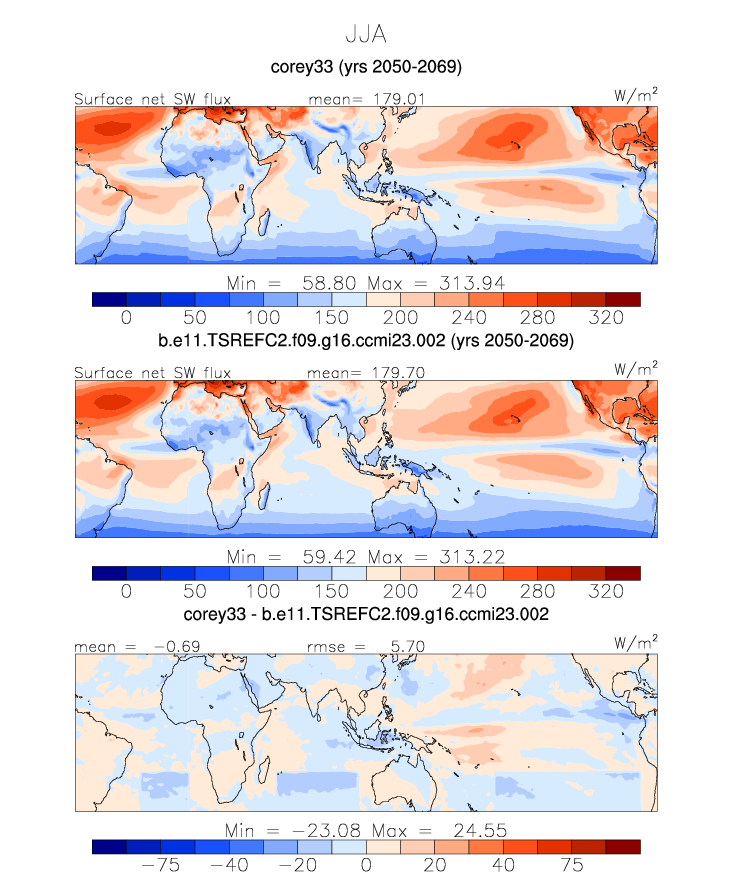 JJA
corey33 (yrs 2050-2069)
Surface net SW flux mean= 179.01 W/m2
Min = 58.80 Max = 313.94
0 50 100 150 200 240 280 320
b.e11.TSREFC2.f09.g16.ccmi23.002 (yrs 2050-2069)
Surface net SW flux mean= 179.70 W/m2
Min = 59.42 Max = 313.22
0 50 100 150 200 240 280 320
corey33 - b.e11.TSREFC2.f09.g16.ccmi23.002
mean = -0.69 rmse = 5.70 W/m2
Min = -23.08 Max = 24.55
-75 -40 -20 0 20 40 75